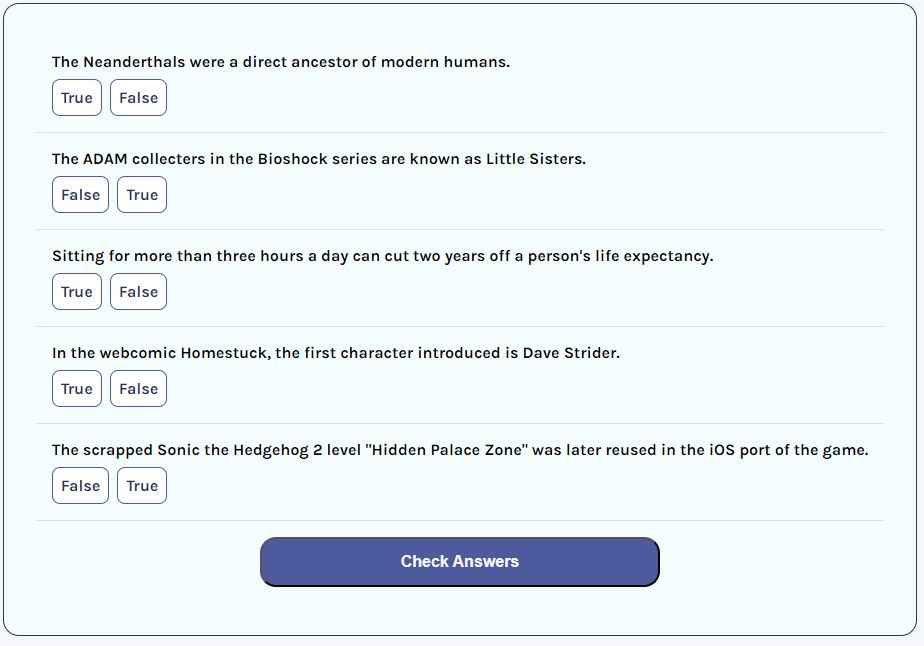 The Neanderthals were a direct ancestor of modern humans.
True False
The ADAM collecters in the Bioshock series are known as Little Sisters.
False True
Sitting for more than three hours a day can cut two years off a person's life expectancy.
True False
In the webcomic Homestuck, the first character introduced is Dave Strider.
True False
The scrapped Sonic the Hedgehog 2 level "Hidden Palace Zone" was later reused in the iOS port of the game.
False True
Check Answers